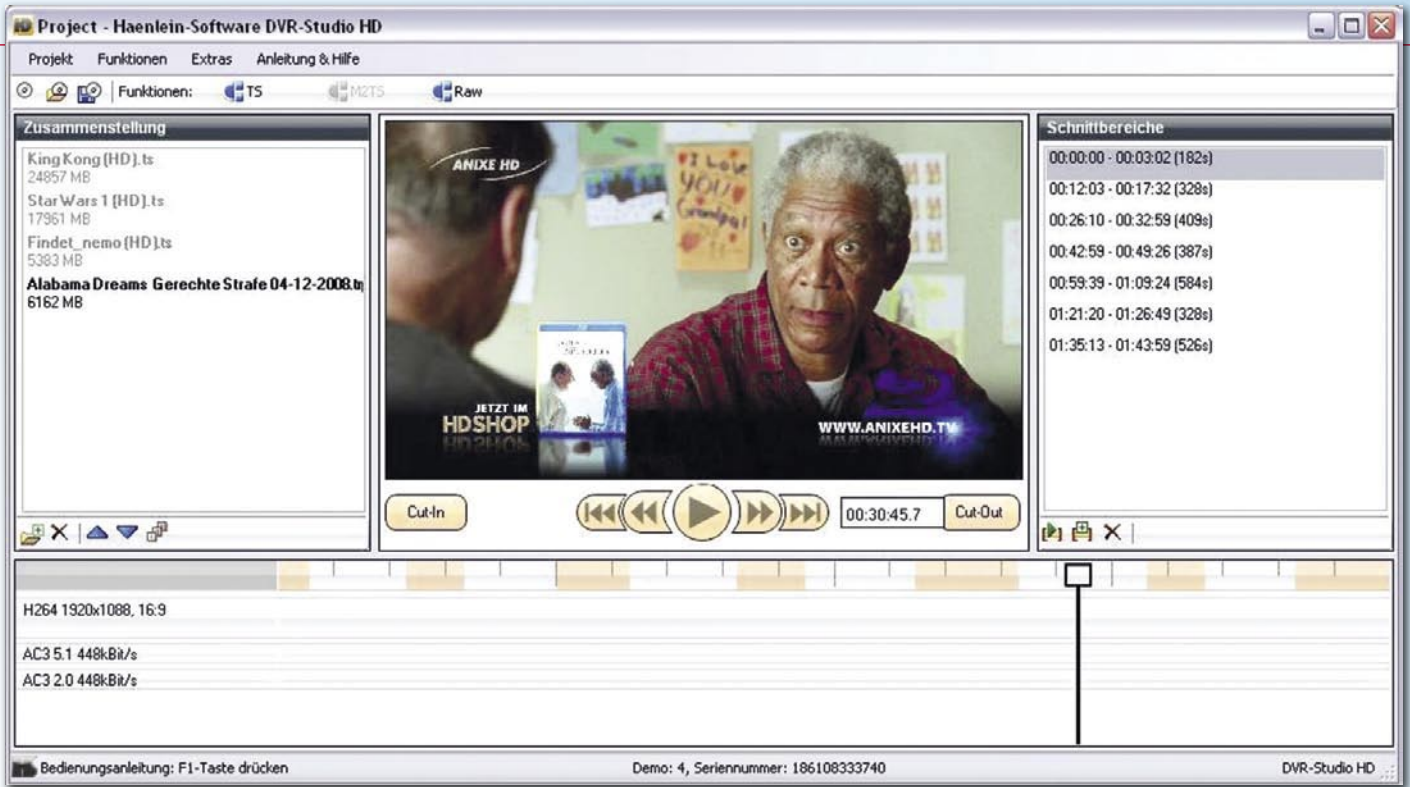 Project - Haenlein-Software DVR-Studio HD
Projekt Funktionen Extras Anleitung & Hilfe
Funktionen: TS M2TS Raw
Zusammenstellung
King Kong (HD).ts
24857 MB
Star Wars 1 (HD).ts
17961 MB
Findet_nemo (HD).ts
5383 MB
Alabama Dreams Gerechte Strafe 04-12-2008.
6162 MB
ANIXE HD
I Love
YOU
Grandpa!
JETZT IM
HDSHOP
WWW.ANIXEHD.TV
Cut-In
00:30:45.7
Cut-Out
Schnittbereiche
00:00:00 - 00:03:02 (182s)
00:12:03 - 00:17:32 (328s)
00:26:10 - 00:32:59 (409s)
00:42:59 - 00:49:26 (387s)
00:59:39 - 01:09:24 (584s)
01:21:20 - 01:26:49 (328s)
01:35:13 - 01:43:59 (526s)
H264 1920x1088, 16:9
AC3 5.1 448kBit/s
AC3 2.0 448kBit/s
Bedienungsanleitung: F1-Taste drücken
Demo: 4, Seriennummer: 186108333740
DVR-Studio HD